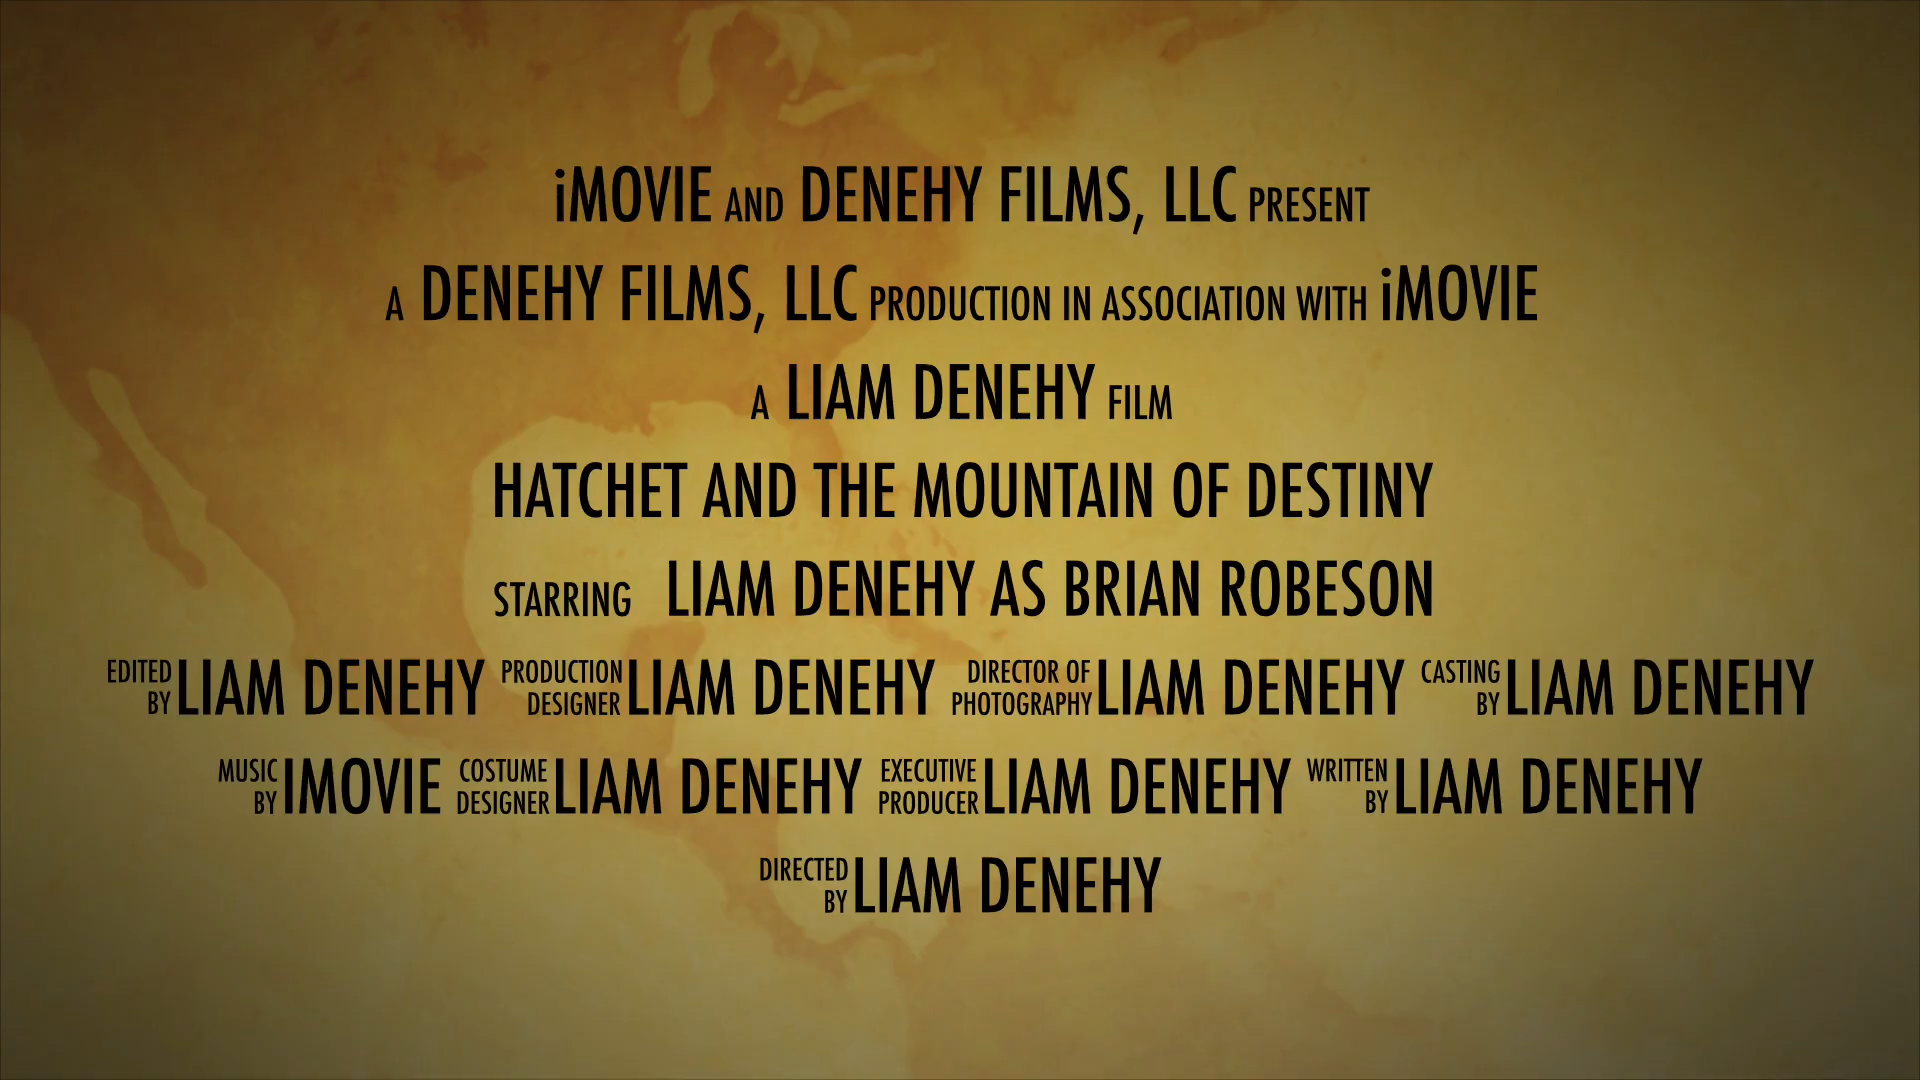 iMOVIE AND DENEHY FILMS, LLC PRESENT
A DENEHY FILMS, LLC PRODUCTION IN ASSOCIATION WITH iMOVIE
A LIAM DENEHY FILM
HATCHET AND THE MOUNTAIN OF DESTINY
STARRING LIAM DENEHY AS BRIAN ROBESON
EDITED BY LIAM DENEHY PRODUCTION DESIGNER LIAM DENEHY DIRECTOR OF PHOTOGRAPHY LIAM DENEHY CASTING BY LIAM DENEHY
MUSIC BY IMOVIE COSTUME DESIGNER LIAM DENEHY EXECUTIVE PRODUCER LIAM DENEHY WRITTEN BY LIAM DENEHY
DIRECTED BY LIAM DENEHY